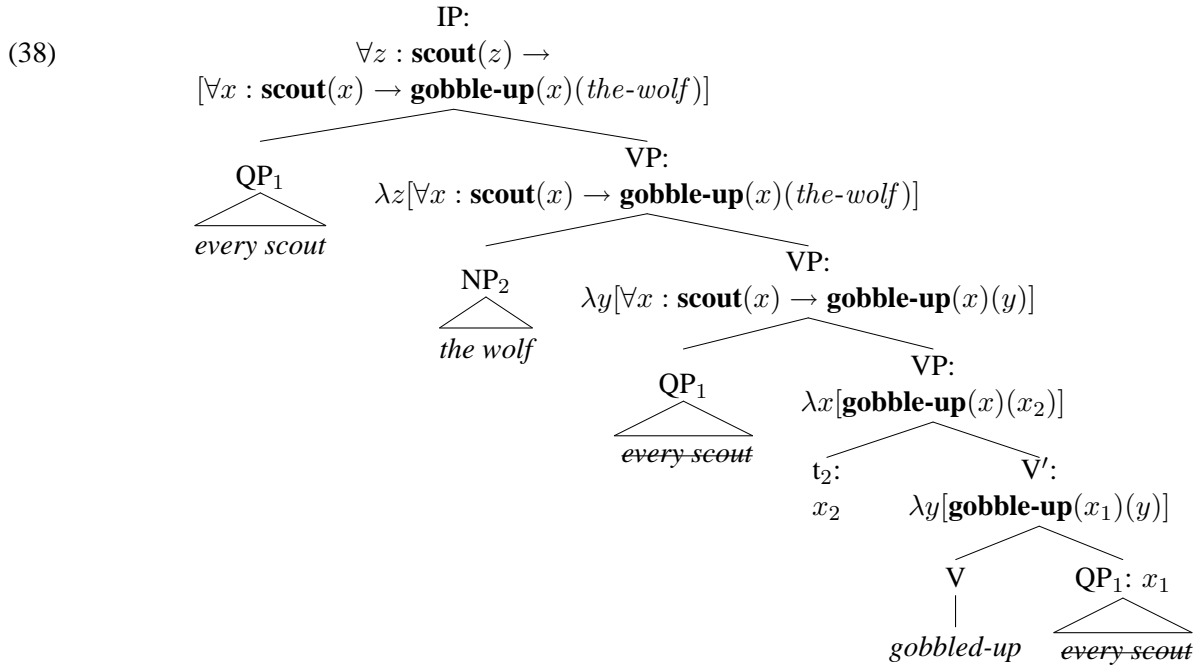 (38)
IP:
∀z : scout(z) →
[∀x : scout(x) → gobble-up(x)(the-wolf)]
QP₁
every scout
VP:
λz[∀x : scout(x) → gobble-up(x)(the-wolf)]
NP₂
the wolf
VP:
λy[∀x : scout(x) → gobble-up(x)(y)]
QP₁
every scout
VP:
λx[gobble-up(x)(x₂)]
t₂:
x₂
V′:
λy[gobble-up(x₁)(y)]
V
gobbled-up
QP₁: x₁
every scout